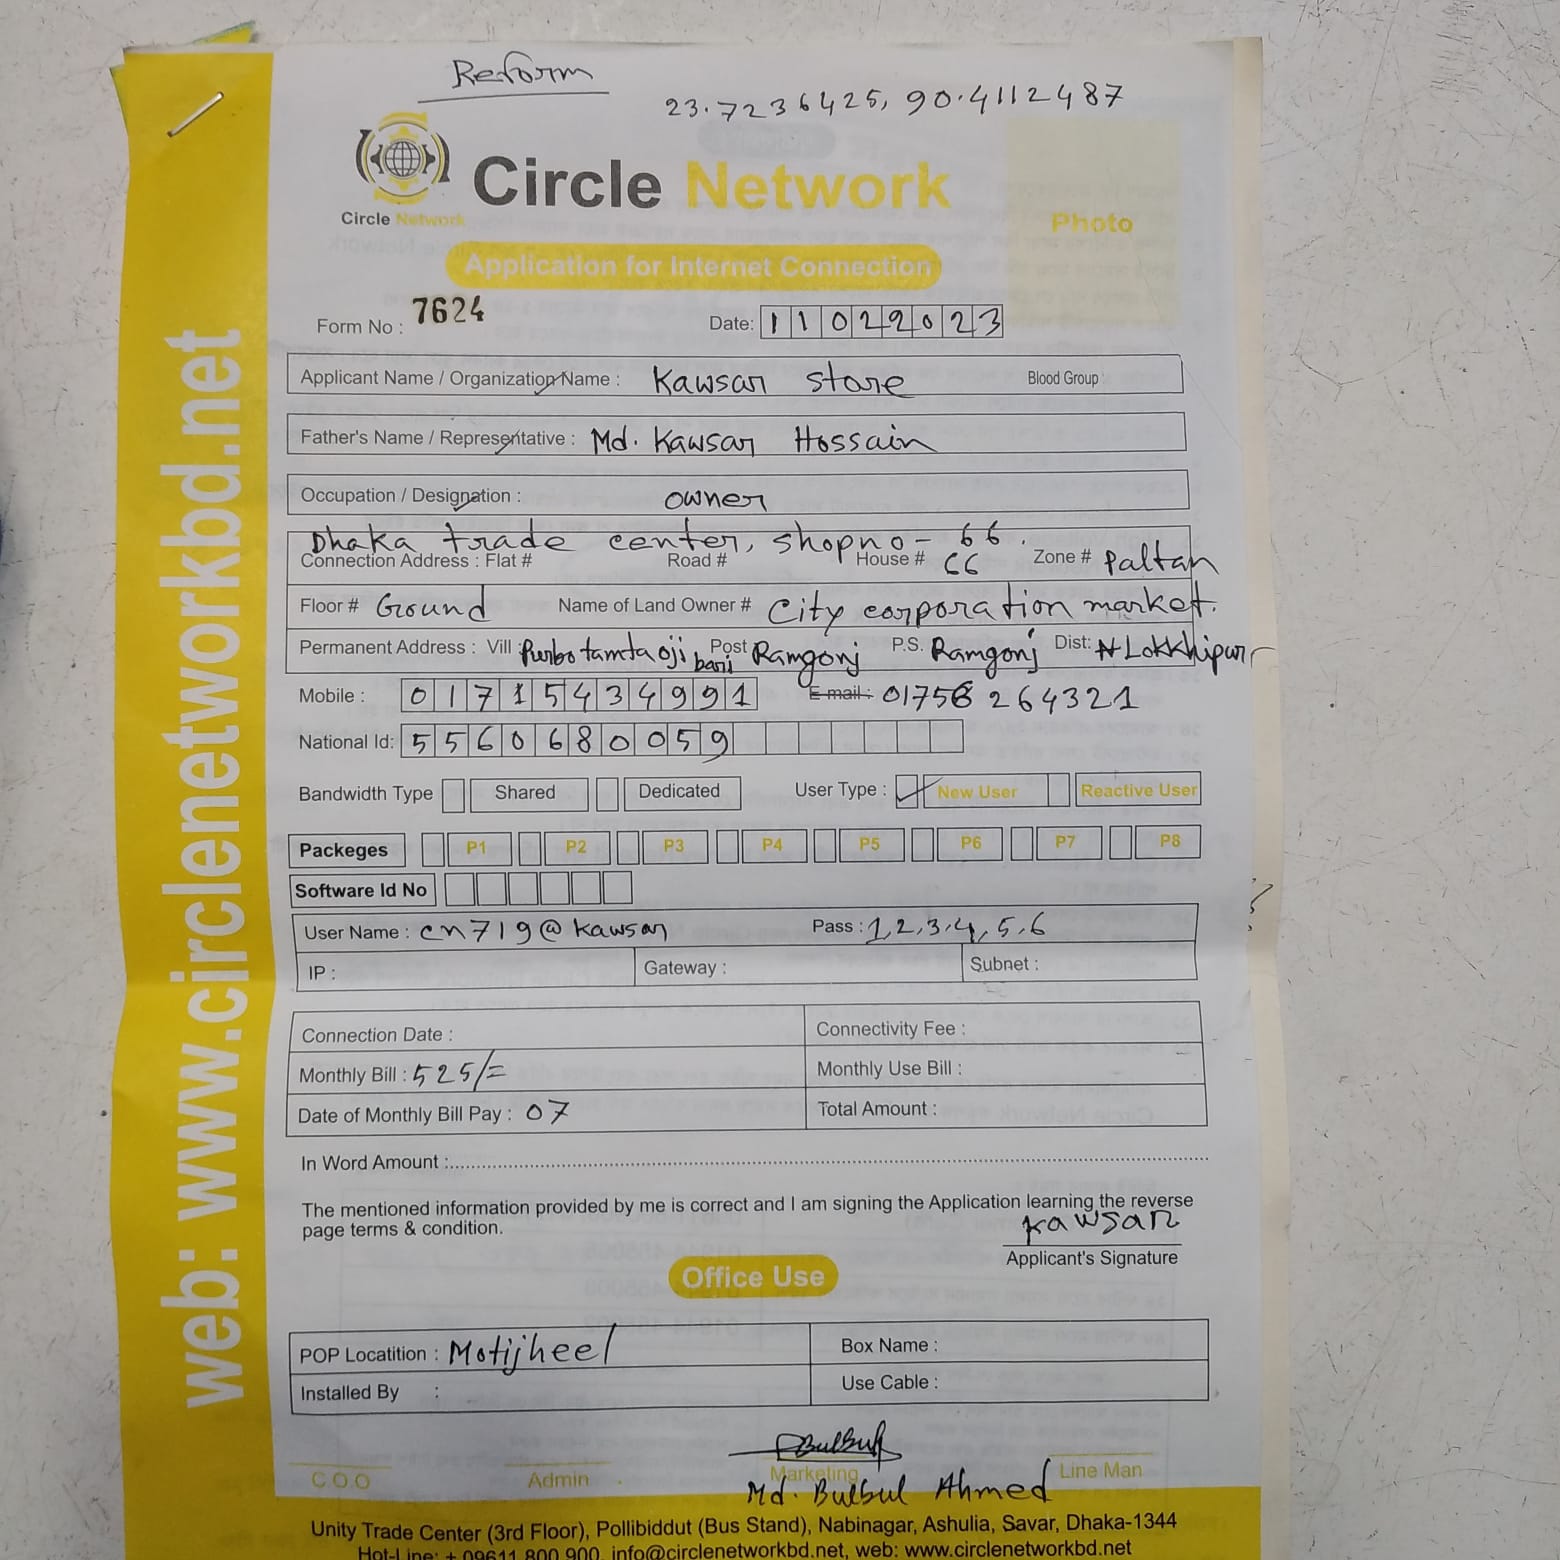 Reform
23.7236425, 90.4112487
Circle Network
Circle Network
Photo
Application for Internet Connection
Form No : 7624
Date: 11022023
Applicant Name / Organization Name : Kawsar store Blood Group :
Father's Name / Representative : Md. Kawsar Hossain
Occupation / Designation : owner
Dhaka trade center, shop no - 66.
Connection Address : Flat # Road # House # 66 Zone # Paltan
Floor # Ground Name of Land Owner # City corporation market.
Permanent Address : Vill Purbo tamta oji bari Post Ramgonj P.S. Ramgonj Dist: Lokkhipur
Mobile : 01715434991 E-mail : 01756 264321
National Id: 5560680059
Bandwidth Type Shared Dedicated User Type : New User Reactive User
Packeges P1 P2 P3 P4 P5 P6 P7 P8
Software Id No
User Name : cn719@kawsar Pass : 1,2,3,4,5,6
IP : Gateway : Subnet :
Connection Date : Connectivity Fee :
Monthly Bill : 525/= Monthly Use Bill :
Date of Monthly Bill Pay : 07 Total Amount :
In Word Amount :
The mentioned information provided by me is correct and I am signing the Application learning the reverse
page terms & condition.
kawsar
Applicant's Signature
Office Use
POP Locatition : Motijheel Box Name :
Installed By : Use Cable :
Bulbul
C.O.O Admin Marketing Line Man
Md. Bulbul Ahmed
Unity Trade Center (3rd Floor), Pollibiddut (Bus Stand), Nabinagar, Ashulia, Savar, Dhaka-1344
Hot-Line: + 09611 800 900, info@circlenetworkbd.net, web: www.circlenetworkbd.net
web: www.circlenetworkbd.net